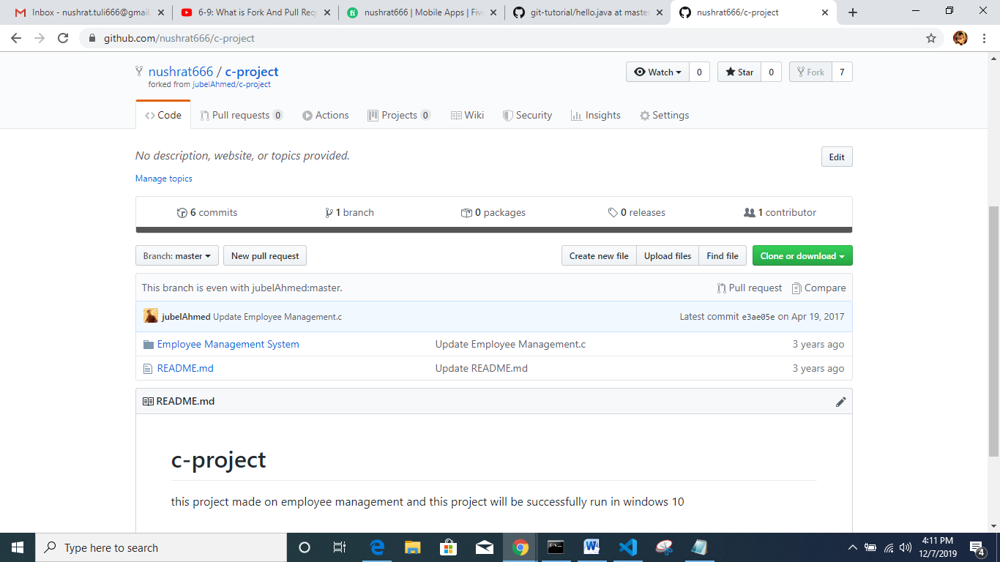 Inbox - nushrat.tuli666@gmail
6-9: What is Fork And Pull Req
nushrat666 | Mobile Apps | Five
git-tutorial/hello.java at master
nushrat666/c-project
github.com/nushrat666/c-project
nushrat666 / c-project
forked from jubelAhmed/c-project
Watch 0
Star 0
Fork 7
Code
Pull requests 0
Actions
Projects 0
Wiki
Security
Insights
Settings
No description, website, or topics provided.
Edit
Manage topics
6 commits
1 branch
0 packages
0 releases
1 contributor
Branch: master
New pull request
Create new file
Upload files
Find file
Clone or download
This branch is even with jubelAhmed:master.
Pull request
Compare
jubelAhmed Update Employee Management.c
Latest commit e3ae05e on Apr 19, 2017
Employee Management System
Update Employee Management.c
3 years ago
README.md
Update README.md
3 years ago
README.md
c-project
this project made on employee management and this project will be successfully run in windows 10
Type here to search
4:11 PM
12/7/2019
4